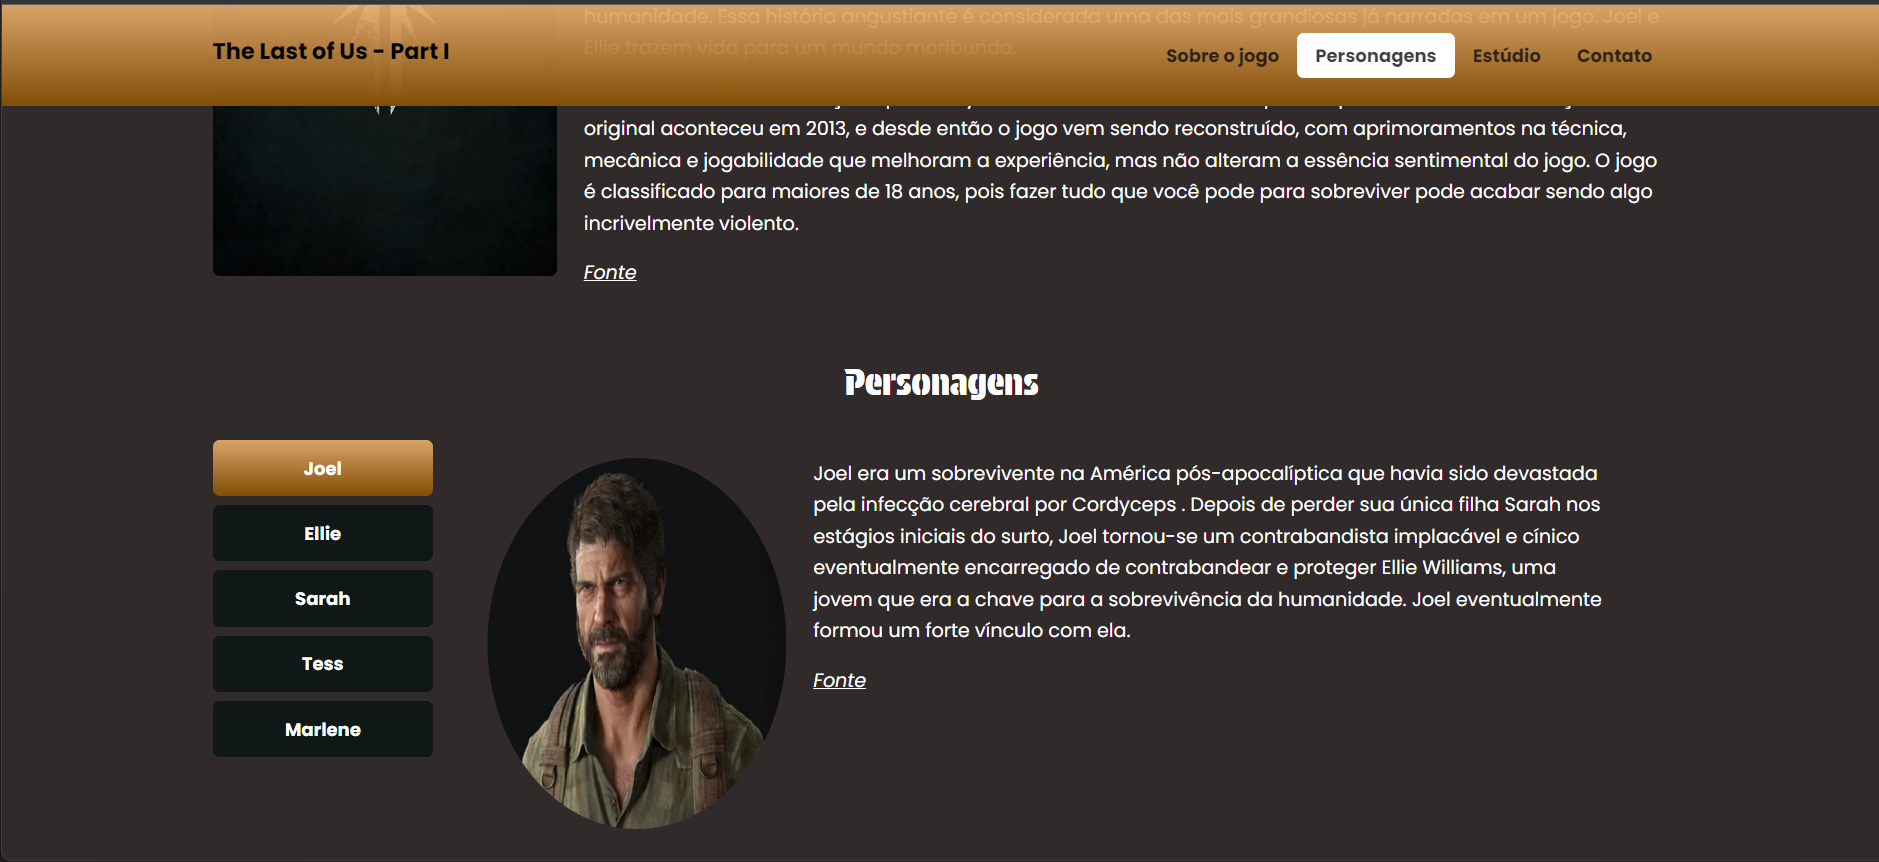 humanidade. Essa história angustiante é considerada uma das mais grandiosas já narradas em um jogo. Joel e
Ellie trazem vida para um mundo moribundo.
The Last of Us - Part I
Sobre o jogo
Personagens
Estúdio
Contato
original aconteceu em 2013, e desde então o jogo vem sendo reconstruído, com aprimoramentos na técnica,
mecânica e jogabilidade que melhoram a experiência, mas não alteram a essência sentimental do jogo. O jogo
é classificado para maiores de 18 anos, pois fazer tudo que você pode para sobreviver pode acabar sendo algo
incrivelmente violento.
Fonte
Personagens
Joel
Ellie
Sarah
Tess
Marlene
Joel era um sobrevivente na América pós-apocalíptica que havia sido devastada
pela infecção cerebral por Cordyceps . Depois de perder sua única filha Sarah nos
estágios iniciais do surto, Joel tornou-se um contrabandista implacável e cínico
eventualmente encarregado de contrabandear e proteger Ellie Williams, uma
jovem que era a chave para a sobrevivência da humanidade. Joel eventualmente
formou um forte vínculo com ela.
Fonte